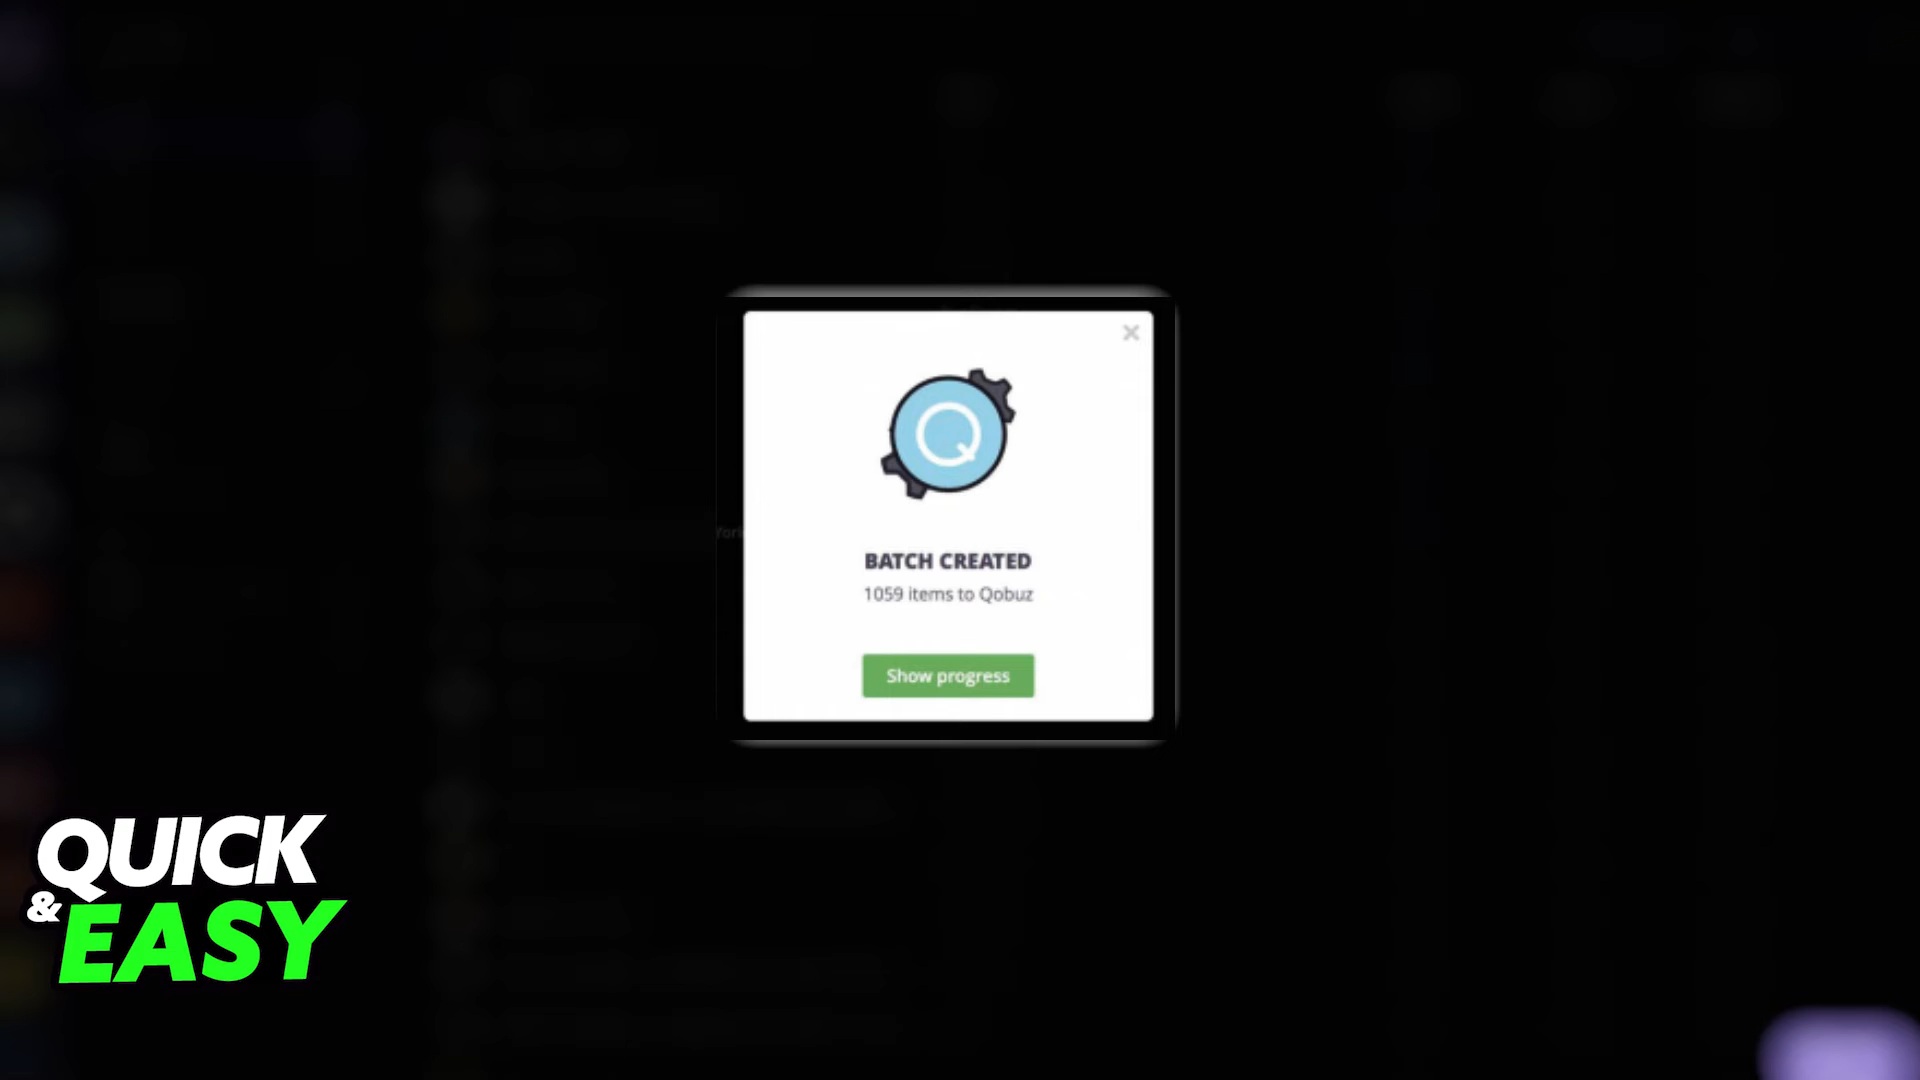 BATCH CREATED
1059 items to Qobuz
Show progress
QUICK
& EASY